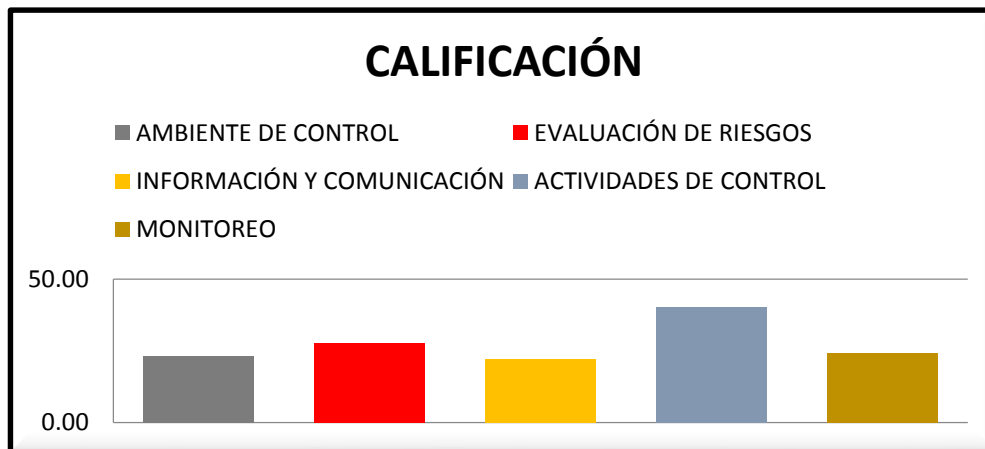 CALIFICACIÓN
AMBIENTE DE CONTROL EVALUACIÓN DE RIESGOS
INFORMACIÓN Y COMUNICACIÓN ACTIVIDADES DE CONTROL
MONITOREO
50.00
0.00